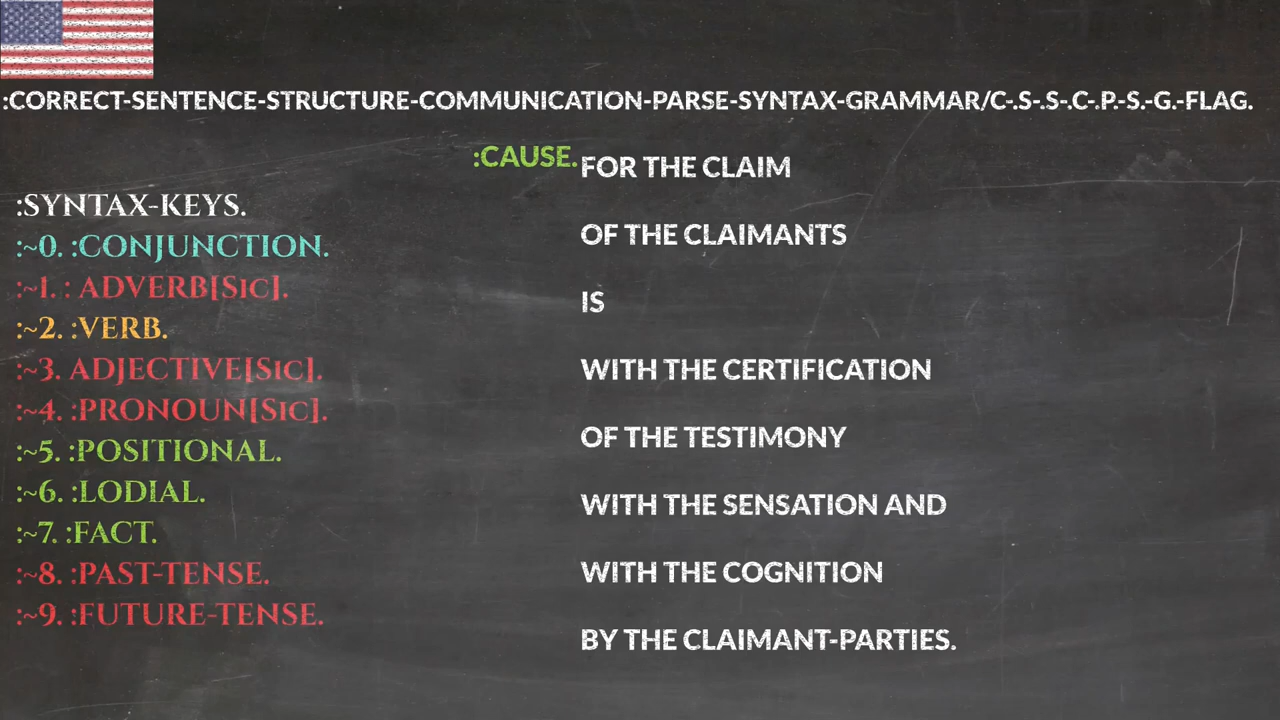 :CORRECT-SENTENCE-STRUCTURE-COMMUNICATION-PARSE-SYNTAX-GRAMMAR/C-.S-.S-.C-.P.-S.-G.-FLAG.
:CAUSE.
FOR THE CLAIM
OF THE CLAIMANTS
IS
WITH THE CERTIFICATION
OF THE TESTIMONY
WITH THE SENSATION AND
WITH THE COGNITION
BY THE CLAIMANT-PARTIES.
:SYNTAX-KEYS.
:~0. :CONJUNCTION.
:~1. : ADVERB[SIC].
:~2. :VERB.
:~3. ADJECTIVE[SIC].
:~4. :PRONOUN[SIC].
:~5. :POSITIONAL.
:~6. :LODIAL.
:~7. :FACT.
:~8. :PAST-TENSE.
:~9. :FUTURE-TENSE.